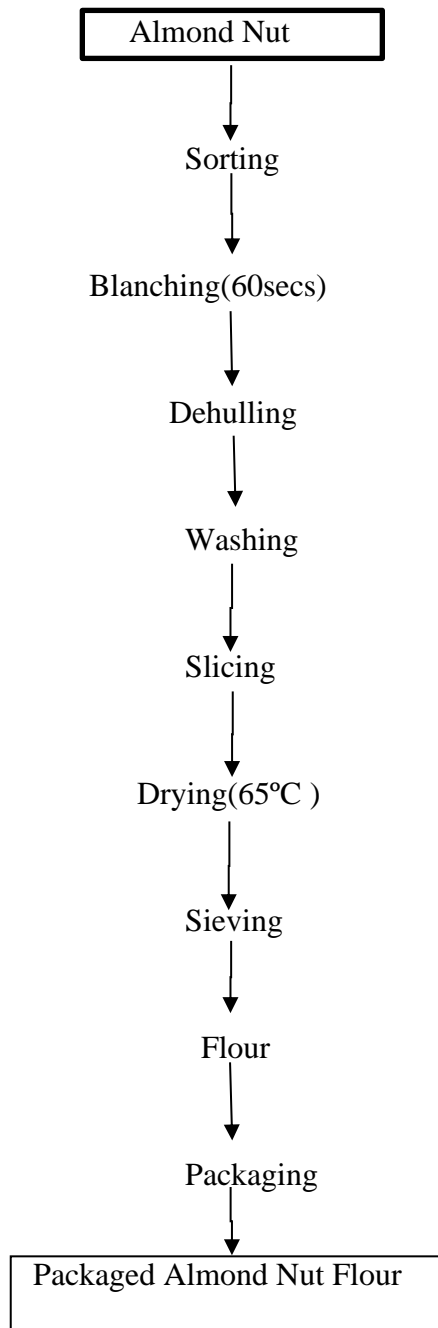 Almond Nut
Sorting
Blanching(60secs)
Dehulling
Washing
Slicing
Drying(65ºC )
Sieving
Flour
Packaging
Packaged Almond Nut Flour